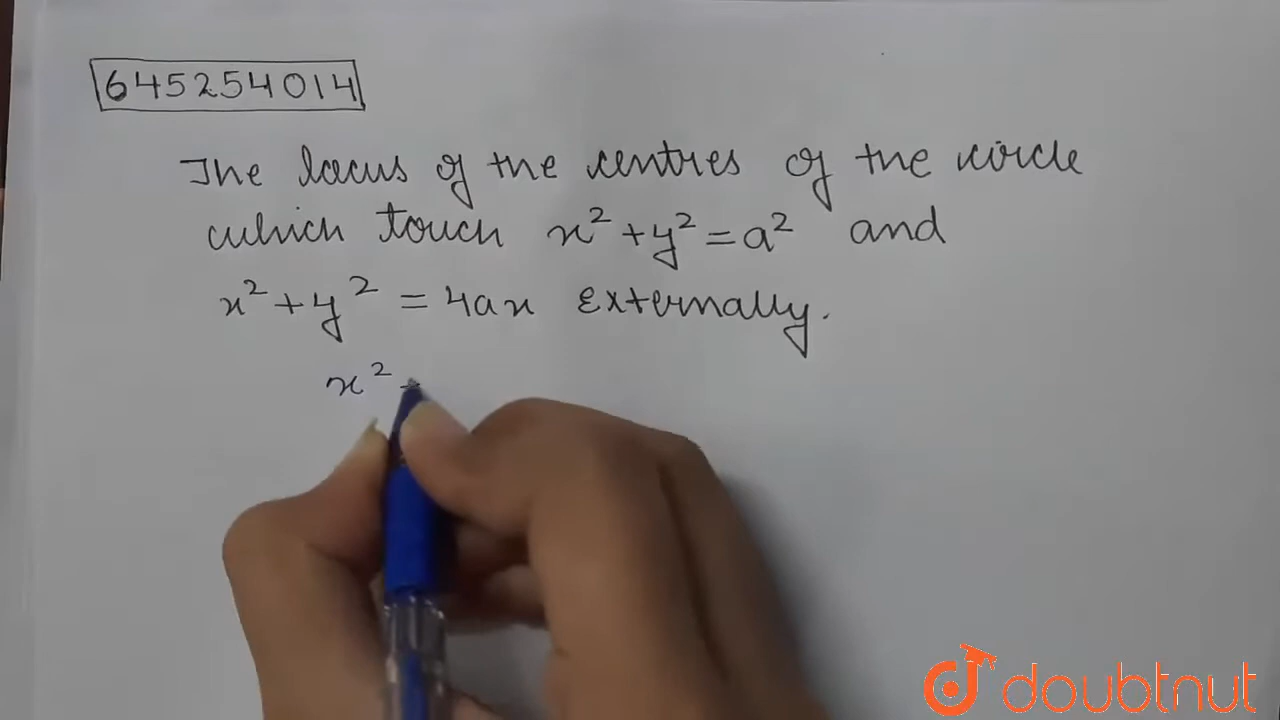 645254014
The locus of the centres of the circle
which touch x² + y² = a² and
x² + y² = 4ax externally.
x² +
doubtnut